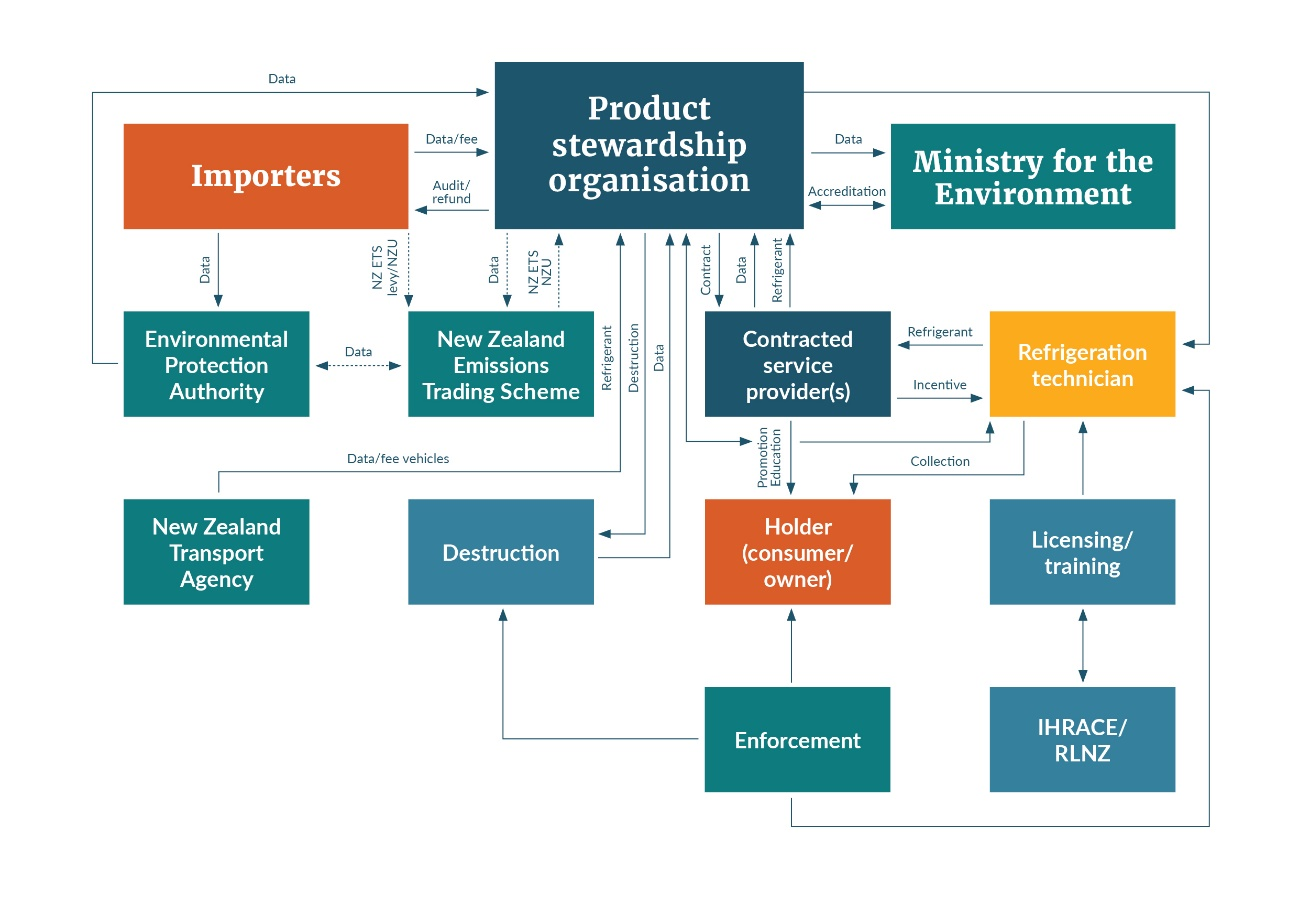 Data
Product
stewardship
organisation
Importers
Data/fee
Audit/
refund
Data
Accreditation
Ministry for the
Environment
Data
NZ ETS
levy/NZU
Data
NZ ETS
NZU
Refrigerant
Destruction
Data
Contract
Data
Refrigerant
Environmental
Protection
Authority
Data
New Zealand
Emissions
Trading Scheme
Contracted
service
provider(s)
Refrigerant
Incentive
Refrigeration
technician
Promotion
Education
Collection
Data/fee vehicles
New Zealand
Transport
Agency
Destruction
Holder
(consumer/
owner)
Licensing/
training
Enforcement
IHRACE/
RLNZ